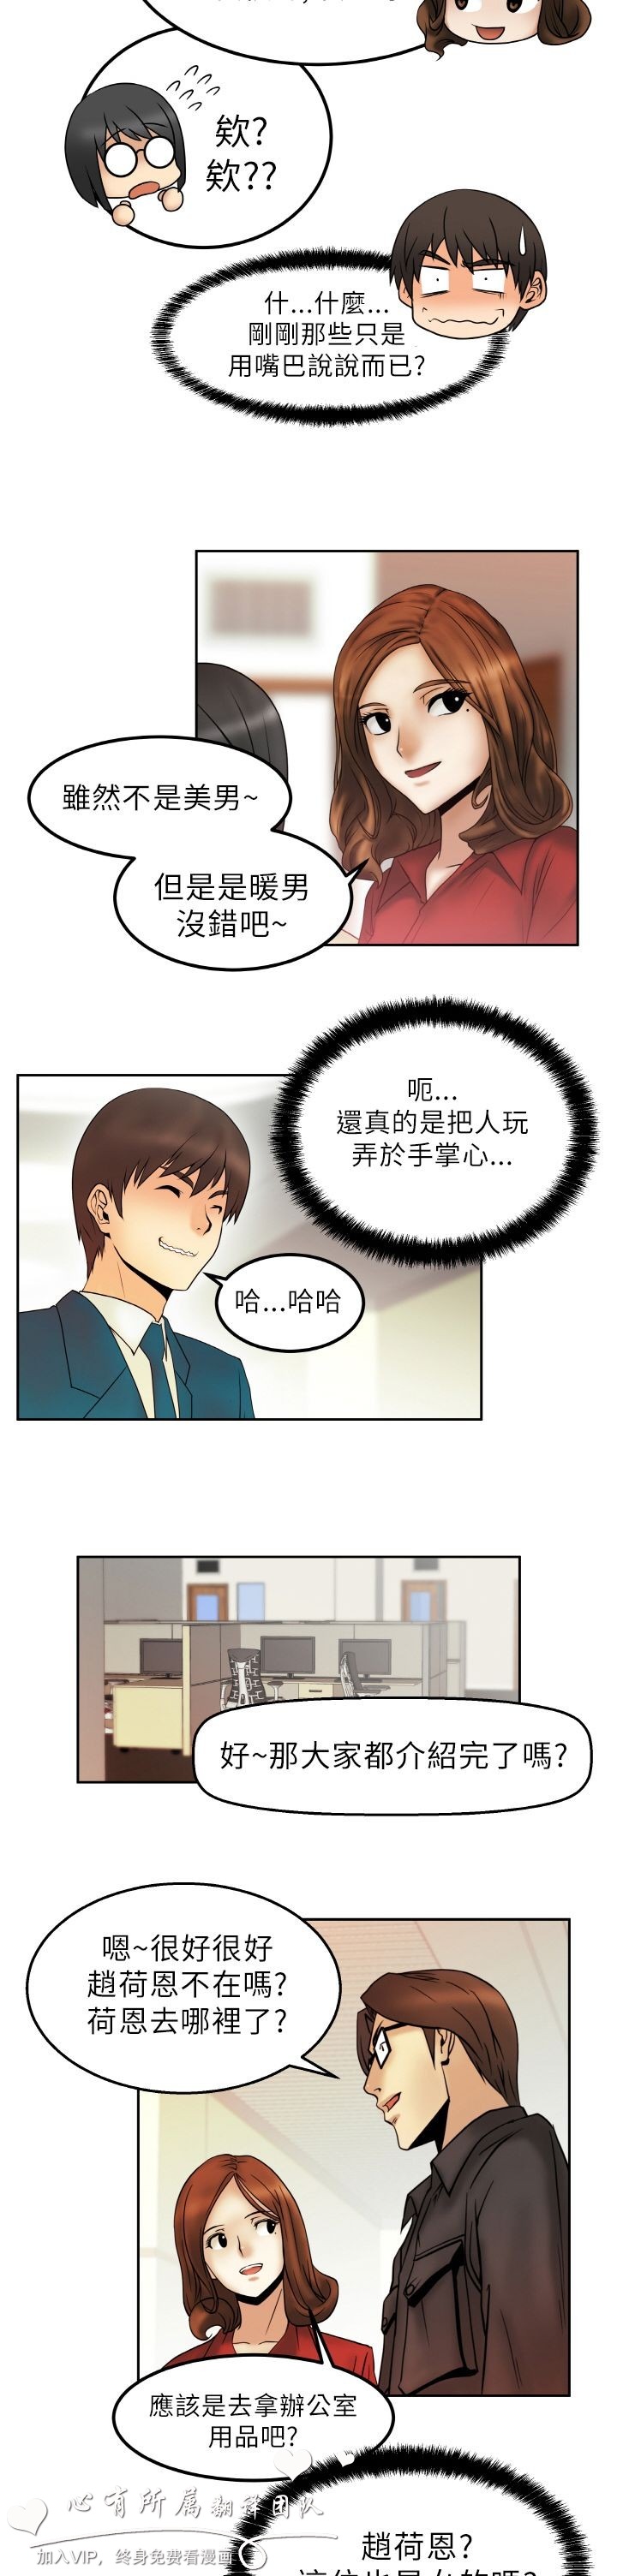 欸?
欸??
什...什麼...
剛剛那些只是
用嘴巴說說而已?
雖然不是美男~
但是是暖男
沒錯吧~
呃...
還真的是把人玩
弄於手掌心...
哈...哈哈
好~那大家都介紹完了嗎?
嗯~很好很好
趙荷恩不在嗎?
荷恩去哪裡了?
應該是去拿辦公室
用品吧?
心有所属翻译团队
加入VIP，终身免费看漫画
趙荷恩?